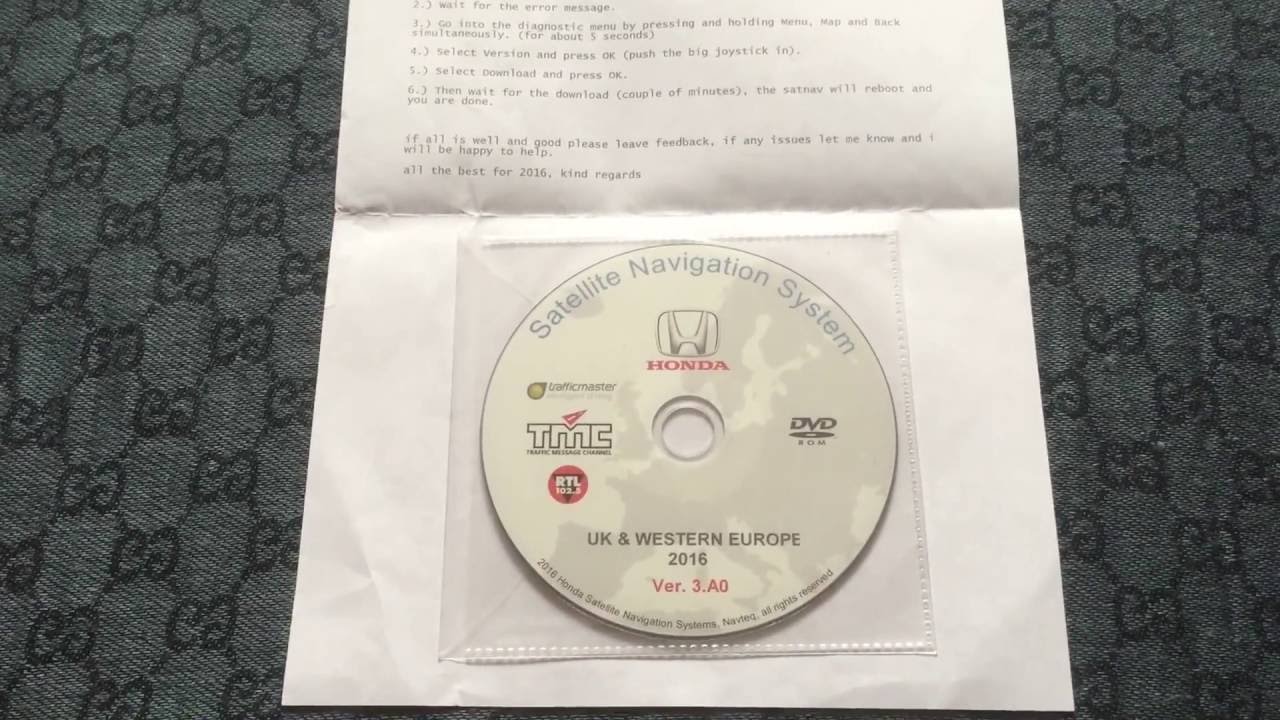 2.) Wait for the error message.
3.) Go into the diagnostic menu by pressing and holding Menu, Map and Back
simultaneously. (for about 5 seconds)
4.) Select Version and press OK (push the big joystick in).
5.) Select Download and press OK.
6.) Then wait for the download (couple of minutes), the satnav will reboot and
you are done.
if all is well and good please leave feedback, if any issues let me know and i
will be happy to help.
all the best for 2016, kind regards
Satellite Navigation System
HONDA
trafficmaster
TMC
TRAFFIC MESSAGE CHANNEL
DVD
ROM
RTL
102.5
UK & WESTERN EUROPE
2016
Ver. 3.A0
2016 Honda Satellite Navigation Systems, Navteq, all rights reserved